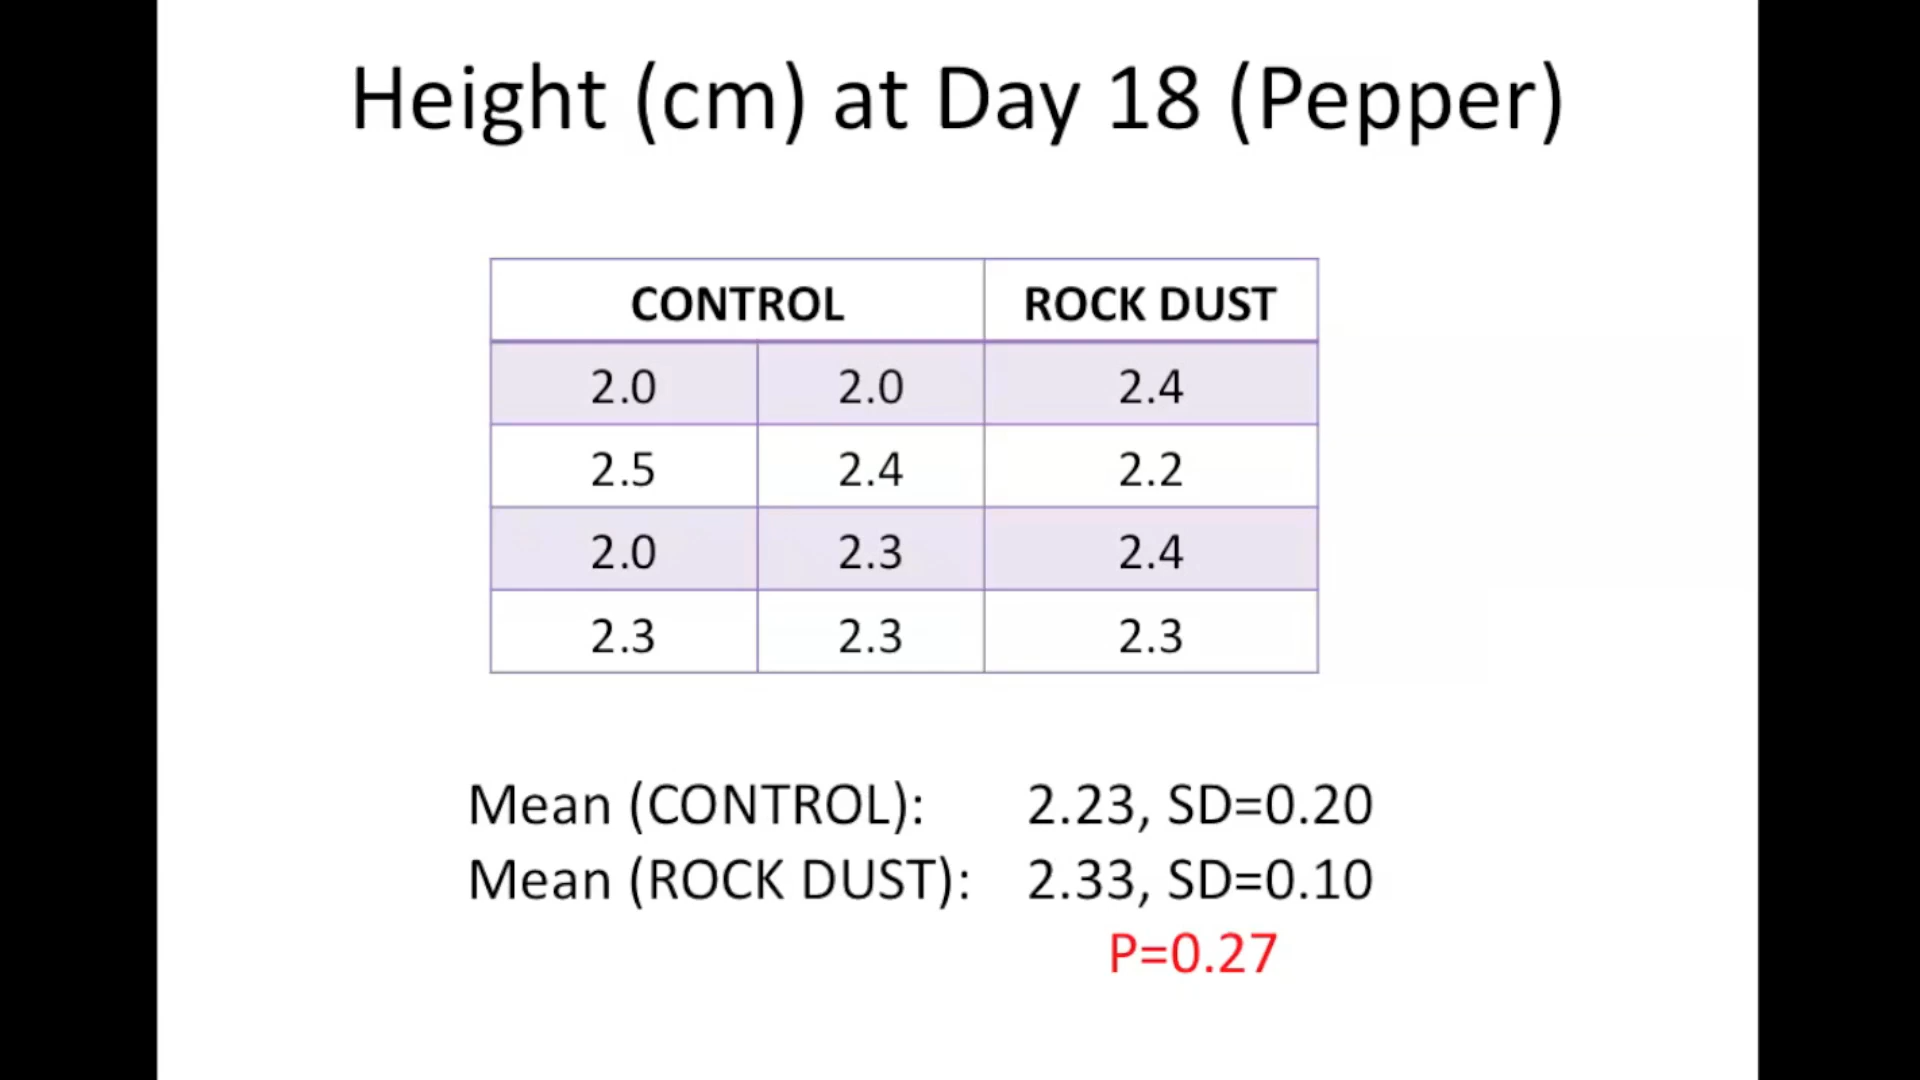 Height (cm) at Day 18 (Pepper)
CONTROL ROCK DUST
2.0 2.0 2.4
2.5 2.4 2.2
2.0 2.3 2.4
2.3 2.3 2.3
Mean (CONTROL): 2.23, SD=0.20
Mean (ROCK DUST): 2.33, SD=0.10
P=0.27